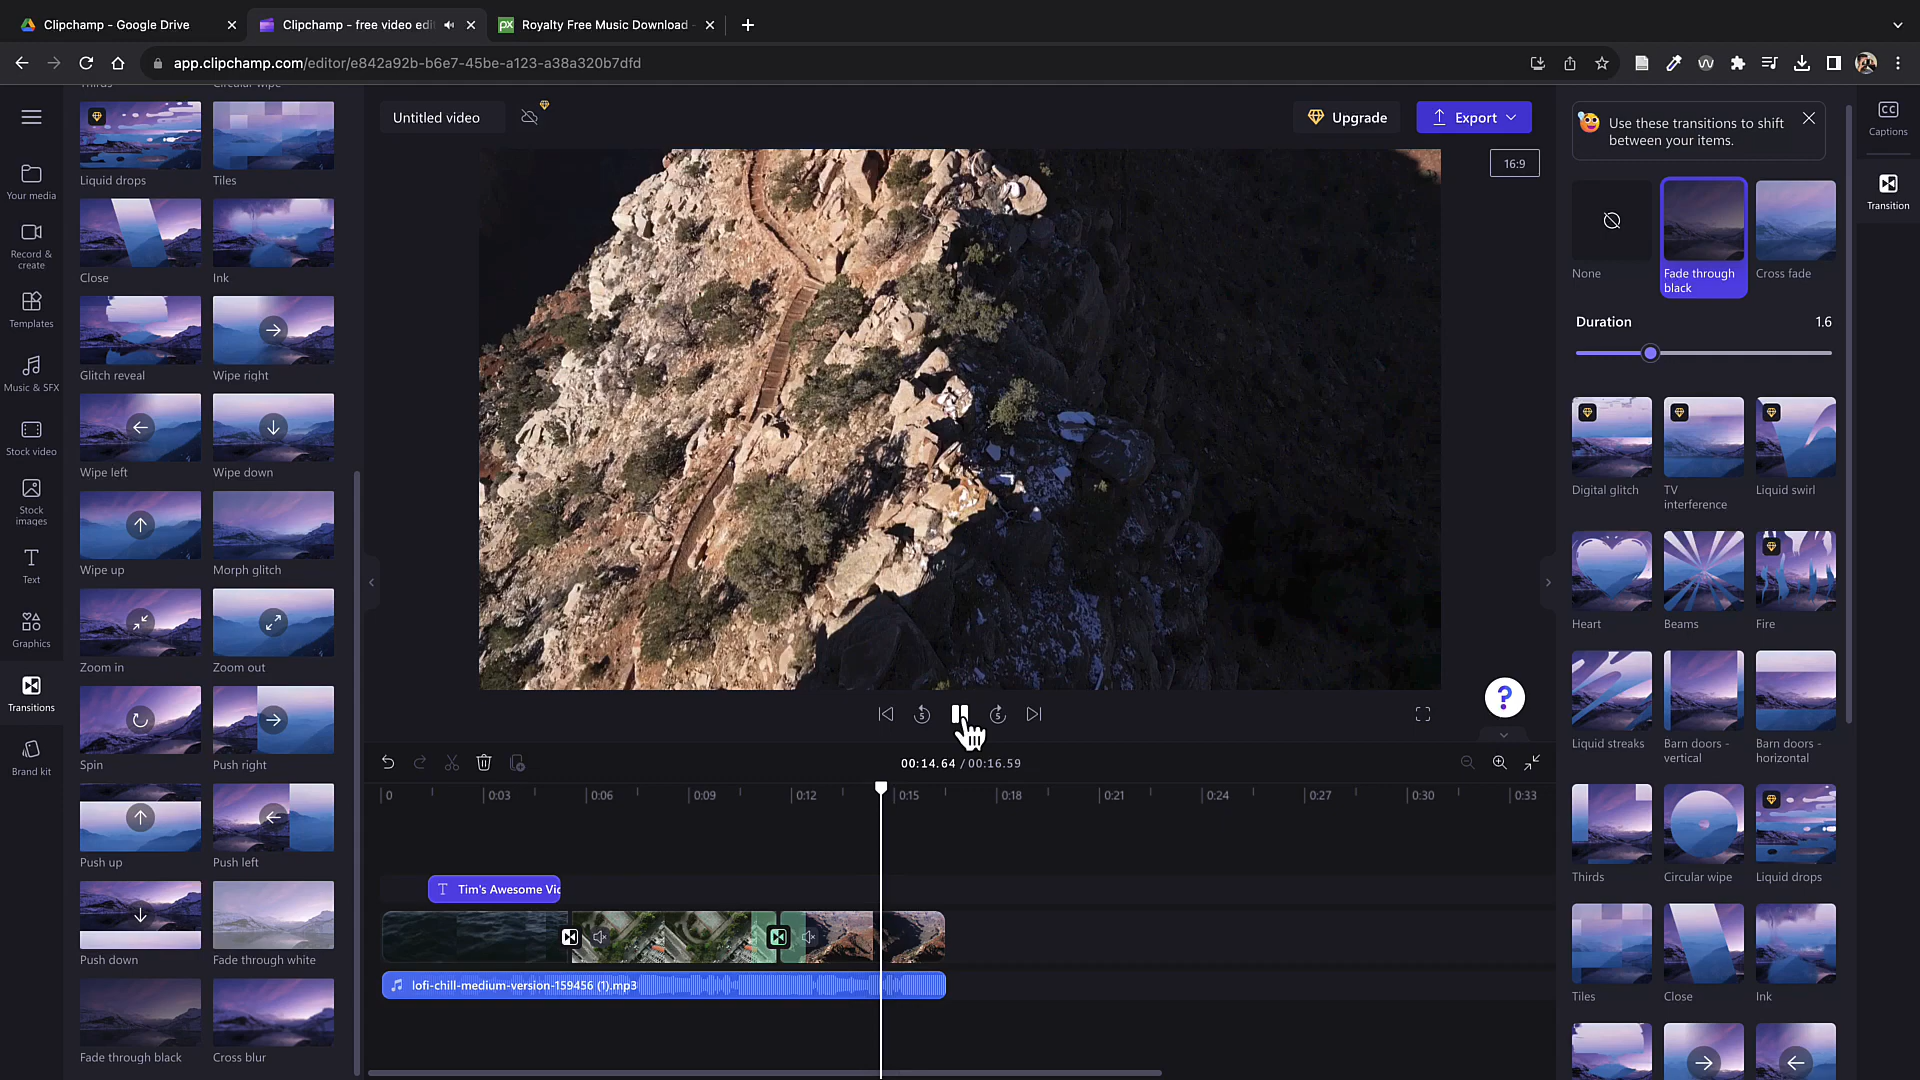 Clipchamp - Google Drive
Clipchamp - free video edi
Royalty Free Music Download -
app.clipchamp.com/editor/e842a92b-b6e7-45be-a123-a38a320b7dfd
Your media
Record &
create
Templates
Music & SFX
Stock video
Stock
images
Text
Graphics
Transitions
Brand kit
Thirds
Circular wipe
Liquid drops
Tiles
Close
Ink
Glitch reveal
Wipe right
Wipe left
Wipe down
Wipe up
Morph glitch
Zoom in
Zoom out
Spin
Push right
Push up
Push left
Push down
Fade through white
Fade through black
Cross blur
Untitled video
Upgrade
Export
16:9
5
5
?
00:14.64 / 00:16.59
0
0:03
0:06
0:09
0:12
0:15
0:18
0:21
0:24
0:27
0:30
0:33
T Tim's Awesome Vid
lofi-chill-medium-version-159456 (1).mp3
Use these transitions to shift
between your items.
None
Fade through
black
Cross fade
Duration
1.6
Digital glitch
TV
interference
Liquid swirl
Heart
Beams
Fire
Liquid streaks
Barn doors -
vertical
Barn doors -
horizontal
Thirds
Circular wipe
Liquid drops
Tiles
Close
Ink
CC
Captions
Transition